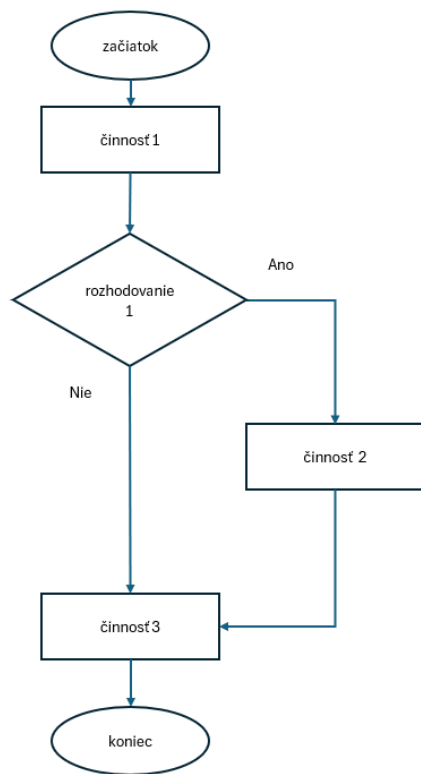 začiatok
činnosť 1
Ano
rozhodovanie
1
Nie
činnosť 2
činnosť 3
koniec